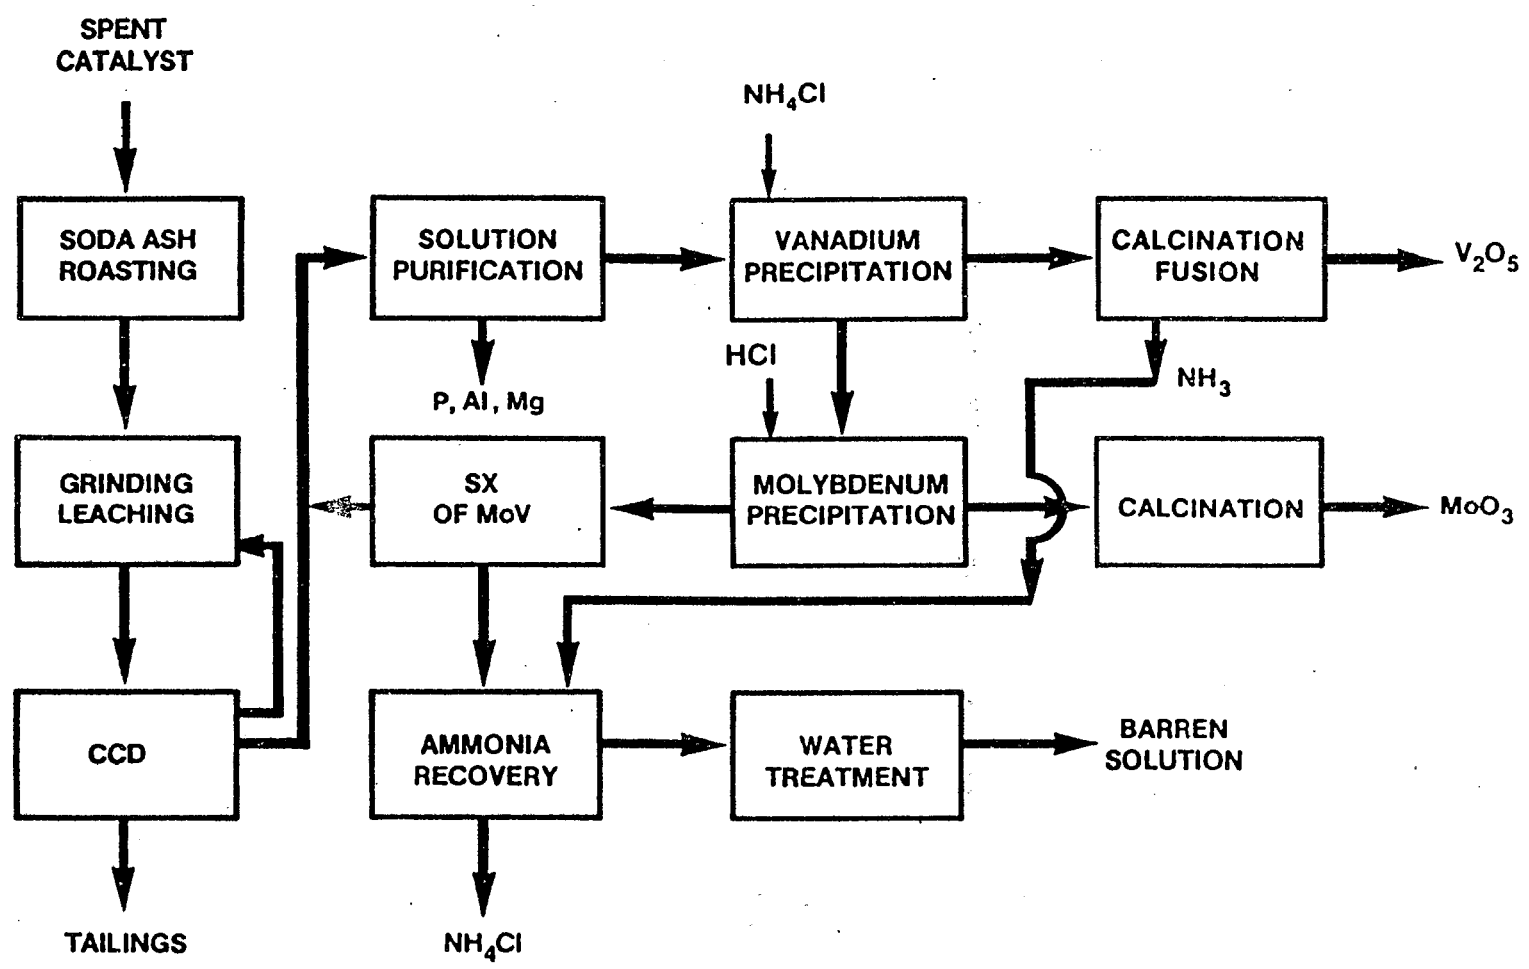 SPENT
CATALYST
NH₄Cl
SODA ASH
ROASTING
SOLUTION
PURIFICATION
VANADIUM
PRECIPITATION
CALCINATION
FUSION
V₂O₅
HCl
P, Al, Mg
NH₃
GRINDING
LEACHING
SX
OF MoV
MOLYBDENUM
PRECIPITATION
CALCINATION
MoO₃
CCD
AMMONIA
RECOVERY
WATER
TREATMENT
BARREN
SOLUTION
TAILINGS
NH₄Cl